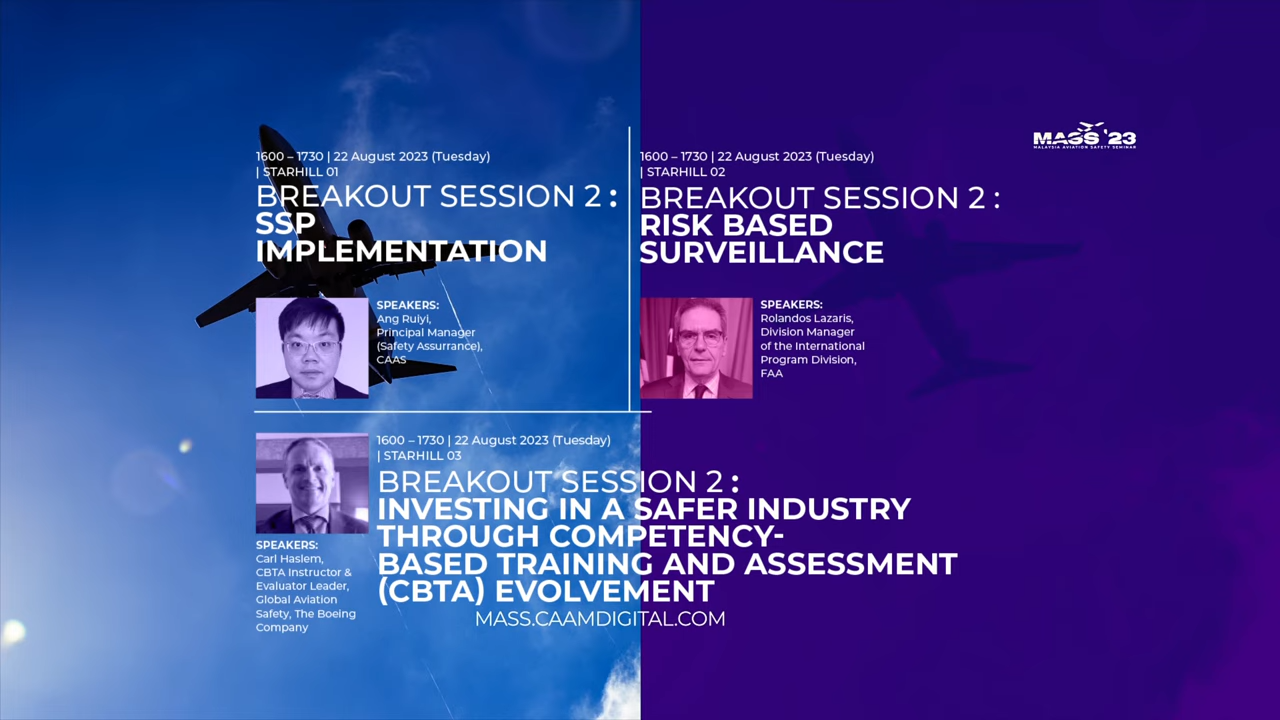 MASS '23
MALAYSIA AVIATION SAFETY SEMINAR
1600 – 1730 | 22 August 2023 (Tuesday)
| STARHILL 01
BREAKOUT SESSION 2 :
SSP
IMPLEMENTATION
SPEAKERS:
Ang Ruiyi,
Principal Manager
(Safety Assurrance),
CAAS
1600 – 1730 | 22 August 2023 (Tuesday)
| STARHILL 02
BREAKOUT SESSION 2 :
RISK BASED
SURVEILLANCE
SPEAKERS:
Rolandos Lazaris,
Division Manager
of the International
Program Division,
FAA
1600 – 1730 | 22 August 2023 (Tuesday)
| STARHILL 03
BREAKOUT SESSION 2 :
INVESTING IN A SAFER INDUSTRY
THROUGH COMPETENCY-
BASED TRAINING AND ASSESSMENT
(CBTA) EVOLVEMENT
SPEAKERS:
Carl Haslem,
CBTA Instructor &
Evaluator Leader,
Global Aviation
Safety, The Boeing
Company
MASS.CAAMDIGITAL.COM